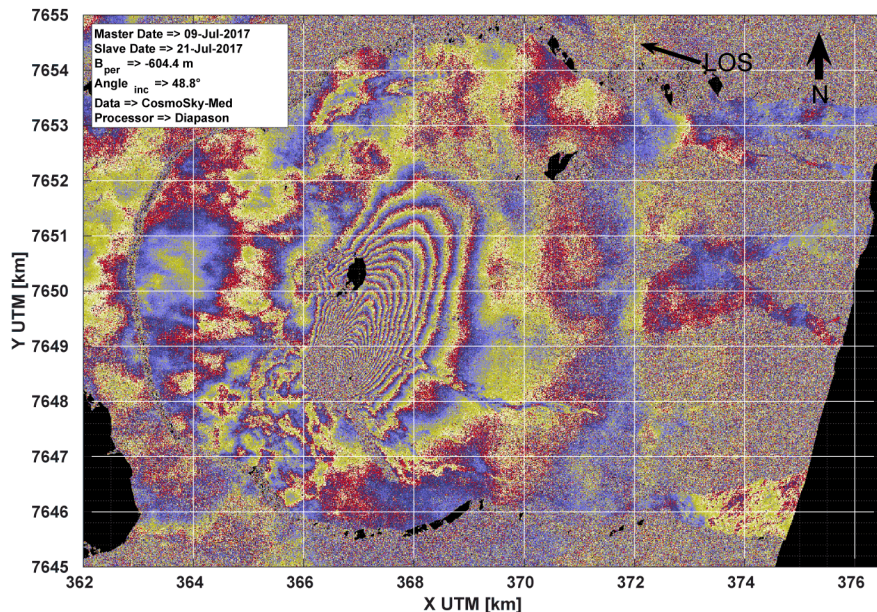 7655
7654
7653
7652
7651
7650
7649
7648
7647
7646
7645
Y UTM [km]
Master Date => 09-Jul-2017
Slave Date => 21-Jul-2017
B per => -604.4 m
Angle inc => 48.8°
Data => CosmoSky-Med
Processor => Diapason
LOS
N
362 364 366 368 370 372 374 376
X UTM [km]